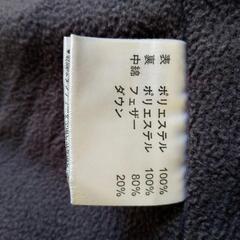 表 ポリエステル 100%
裏 ポリエステル 100%
中綿 フェザー 80%
ダウン 20%